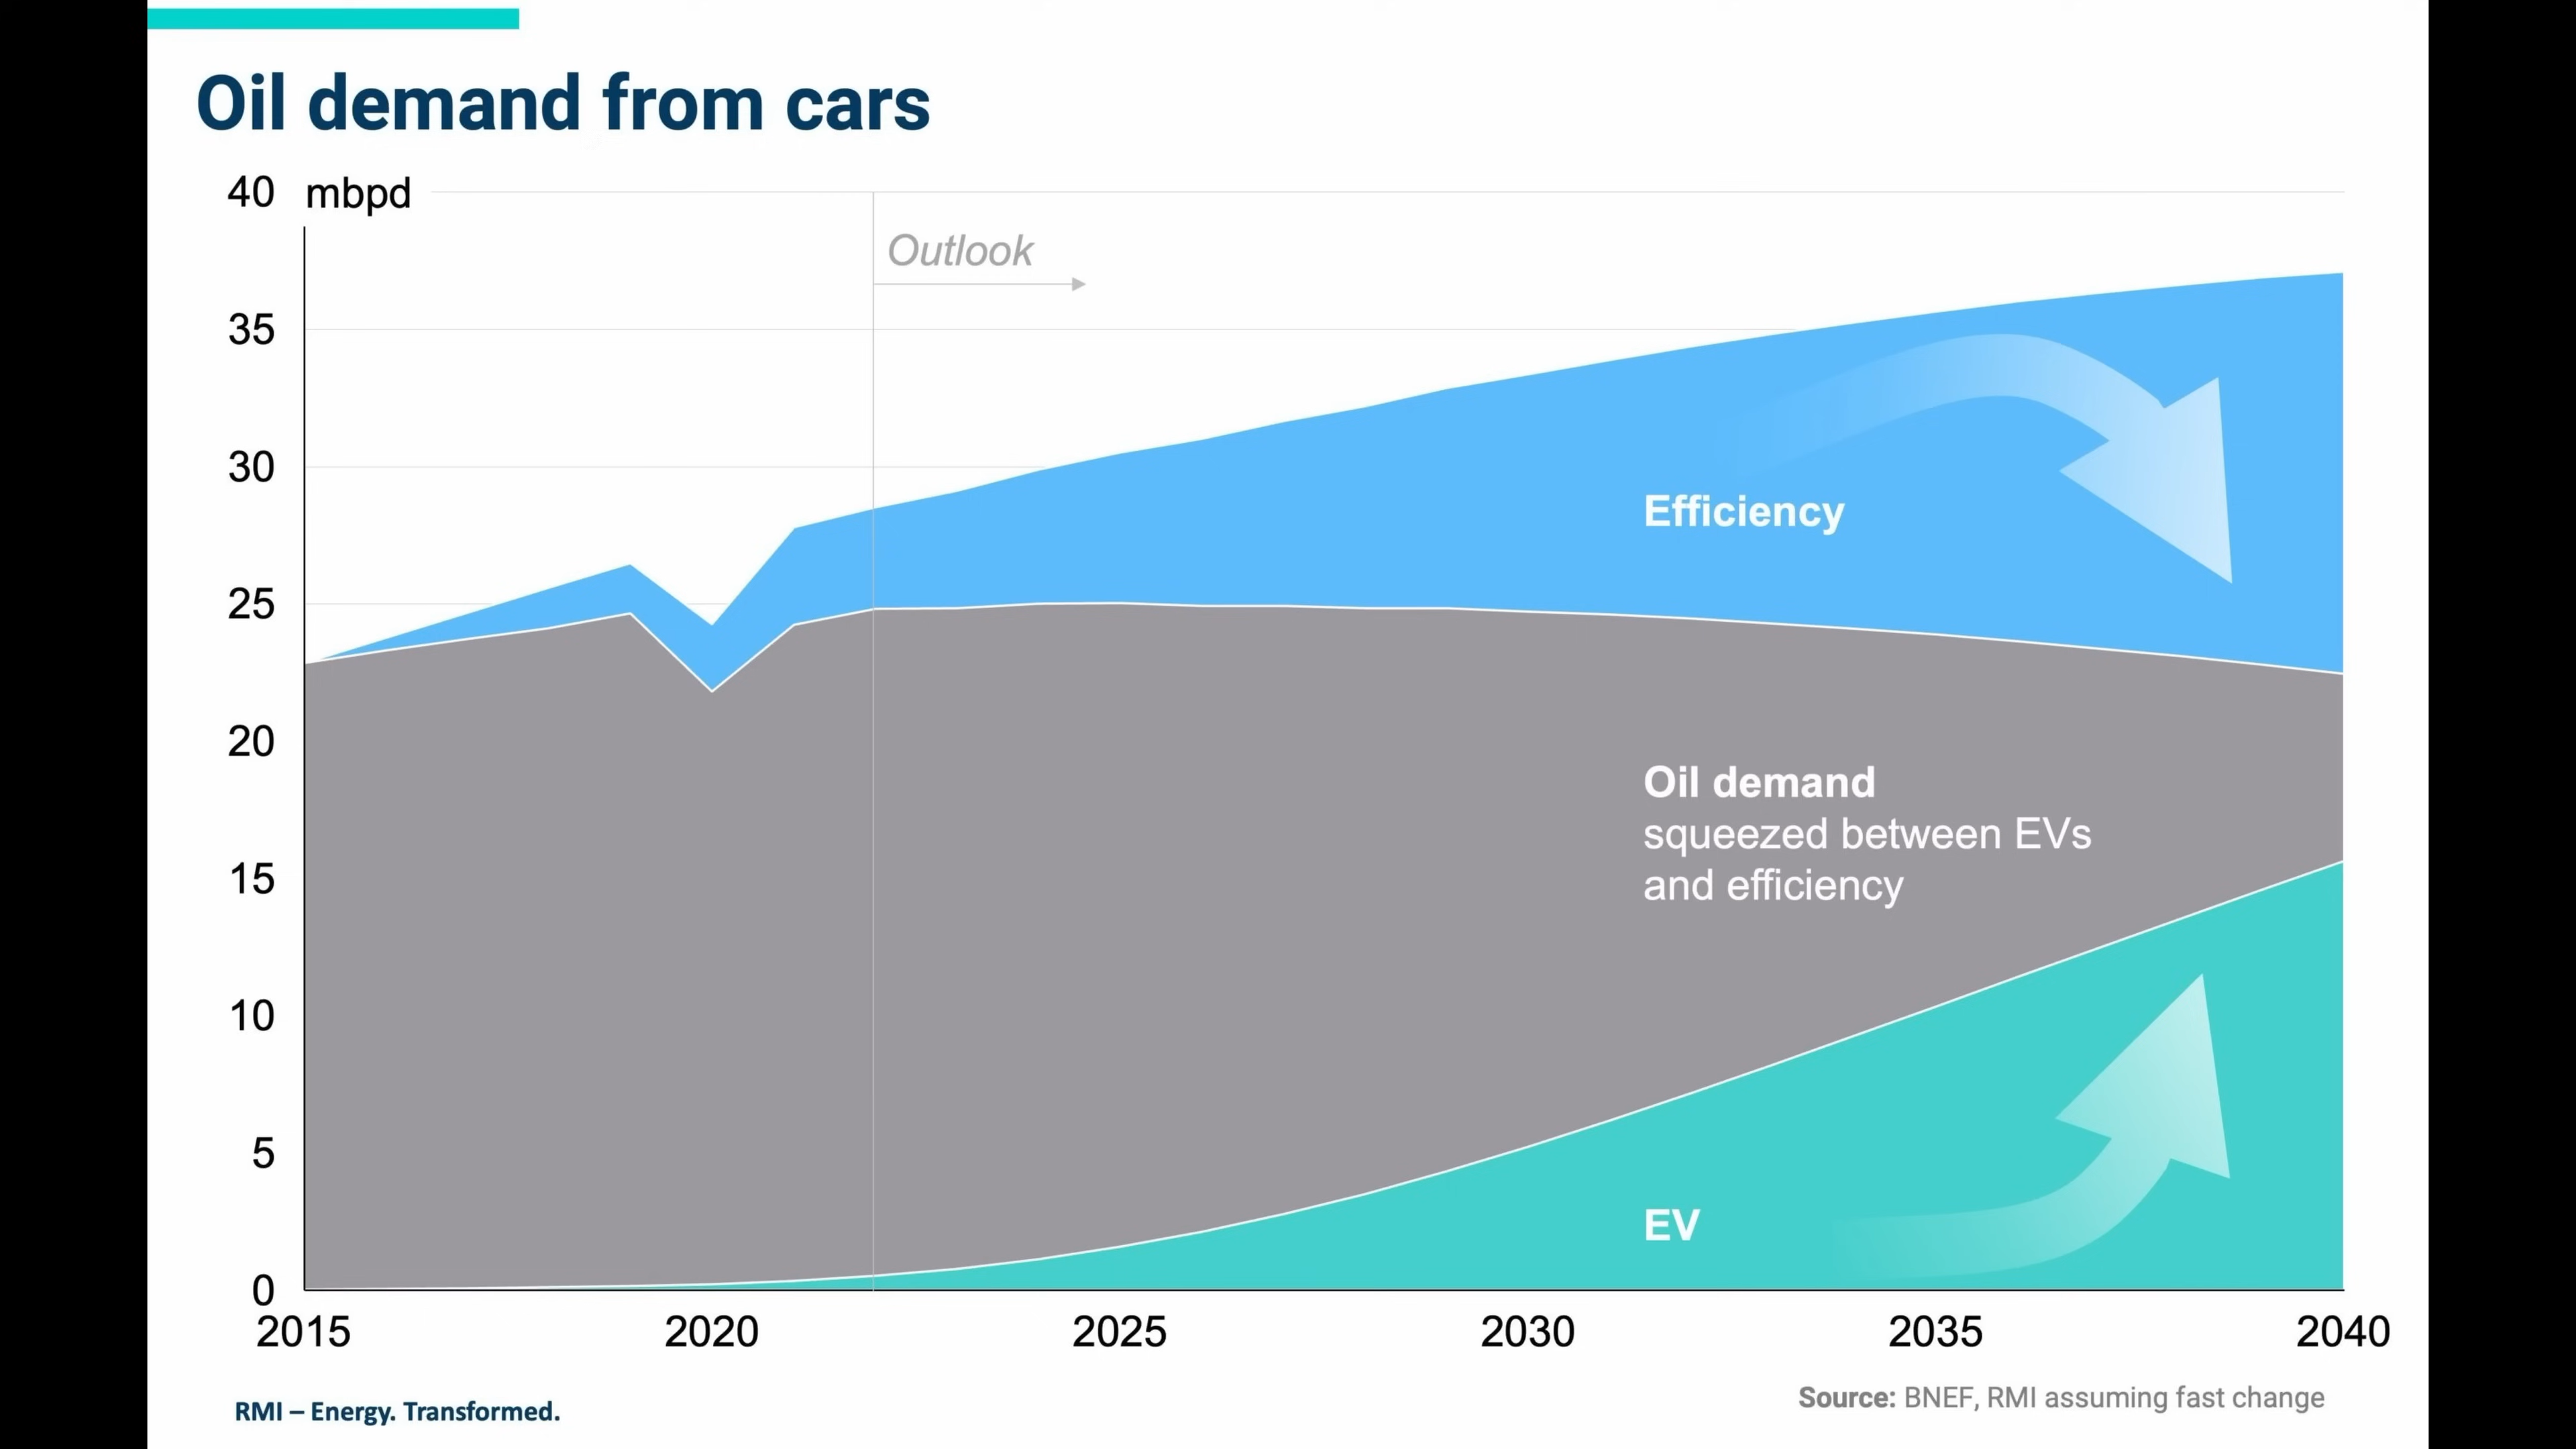 Oil demand from cars
40 mbpd
Outlook
35
30
Efficiency
25
20
Oil demand
squeezed between EVs
and efficiency
15
10
5
EV
0
2015 2020 2025 2030 2035 2040
Source: BNEF, RMI assuming fast change
RMI – Energy. Transformed.